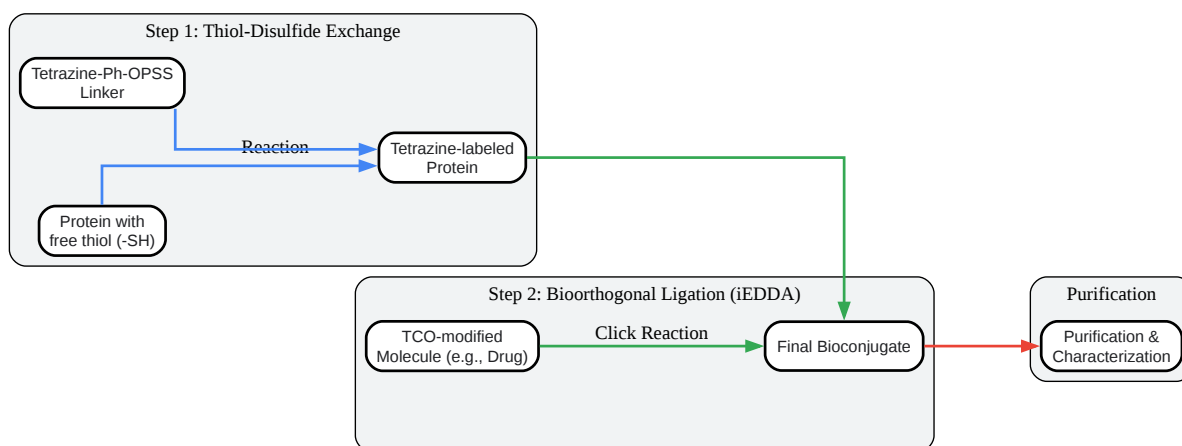 Step 1: Thiol-Disulfide Exchange
Tetrazine-Ph-OPSS
Linker
Reaction
Tetrazine-labeled
Protein
Protein with
free thiol (-SH)
Step 2: Bioorthogonal Ligation (iEDDA)
TCO-modified
Molecule (e.g., Drug)
Click Reaction
Final Bioconjugate
Purification
Purification &
Characterization